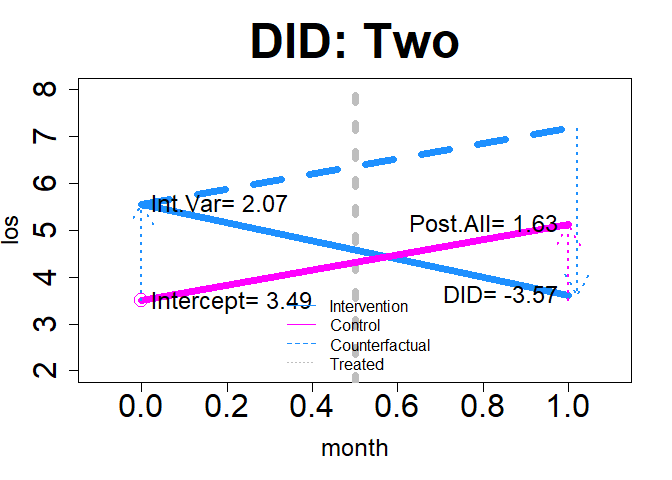 DID: Two
los
8
7
6
5
4
3
2
Int.Var= 2.07
Post.All= 1.63
Intercept= 3.49
DID= -3.57
Intervention
Control
Counterfactual
Treated
0.0 0.2 0.4 0.6 0.8 1.0
month